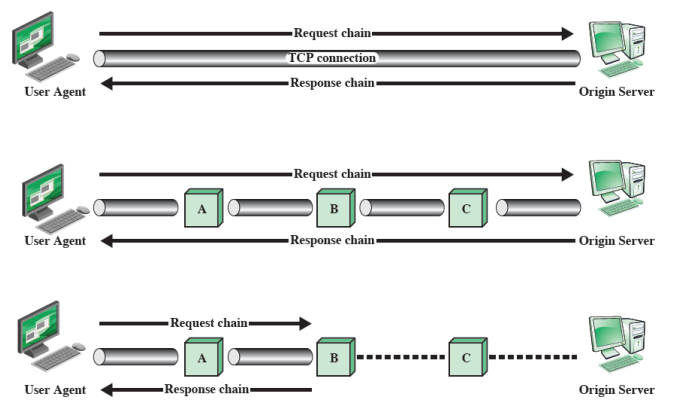 Request chain
TCP connection
Response chain
User Agent
Origin Server
Request chain
A
B
C
User Agent
Response chain
Origin Server
Request chain
A
B
C
User Agent
Response chain
Origin Server